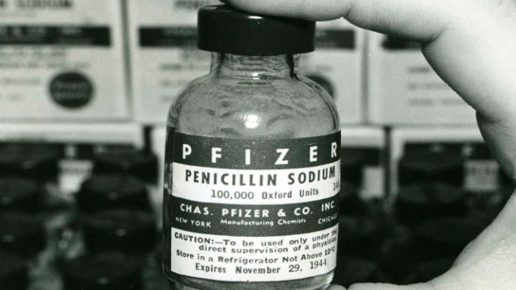 PFIZER
PENICILLIN SODIUM
100,000 Oxford Units
CHAS. PFIZER & CO. INC
NEW YORK Manufacturing Chemists CHICAGO
CAUTION:—To be used only under the
direct supervision of a physician
Store in a Refrigerator Not Above
Expires November 29, 1944